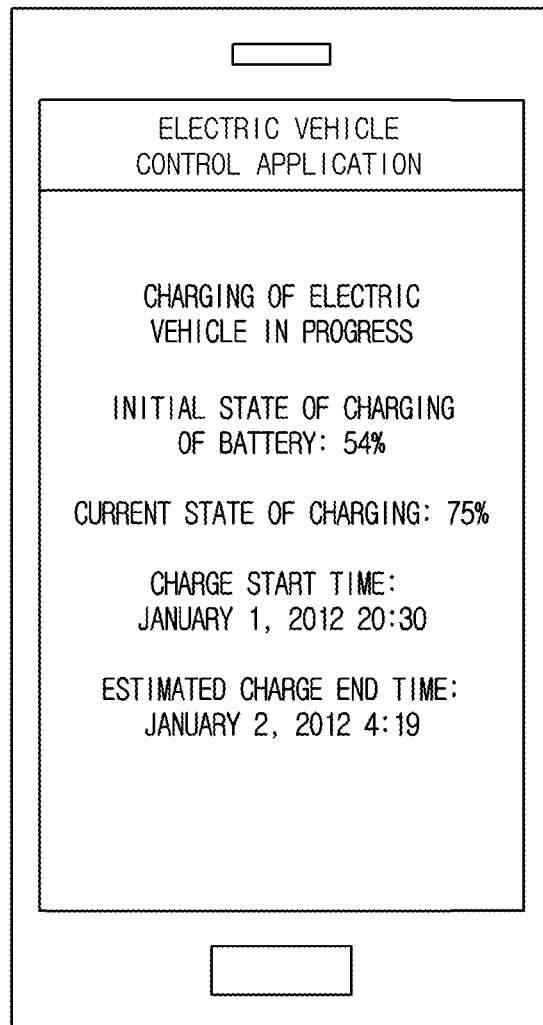 ELECTRIC VEHICLE
CONTROL APPLICATION
CHARGING OF ELECTRIC
VEHICLE IN PROGRESS
INITIAL STATE OF CHARGING
OF BATTERY: 54%
CURRENT STATE OF CHARGING: 75%
CHARGE START TIME:
JANUARY 1, 2012 20:30
ESTIMATED CHARGE END TIME:
JANUARY 2, 2012 4:19